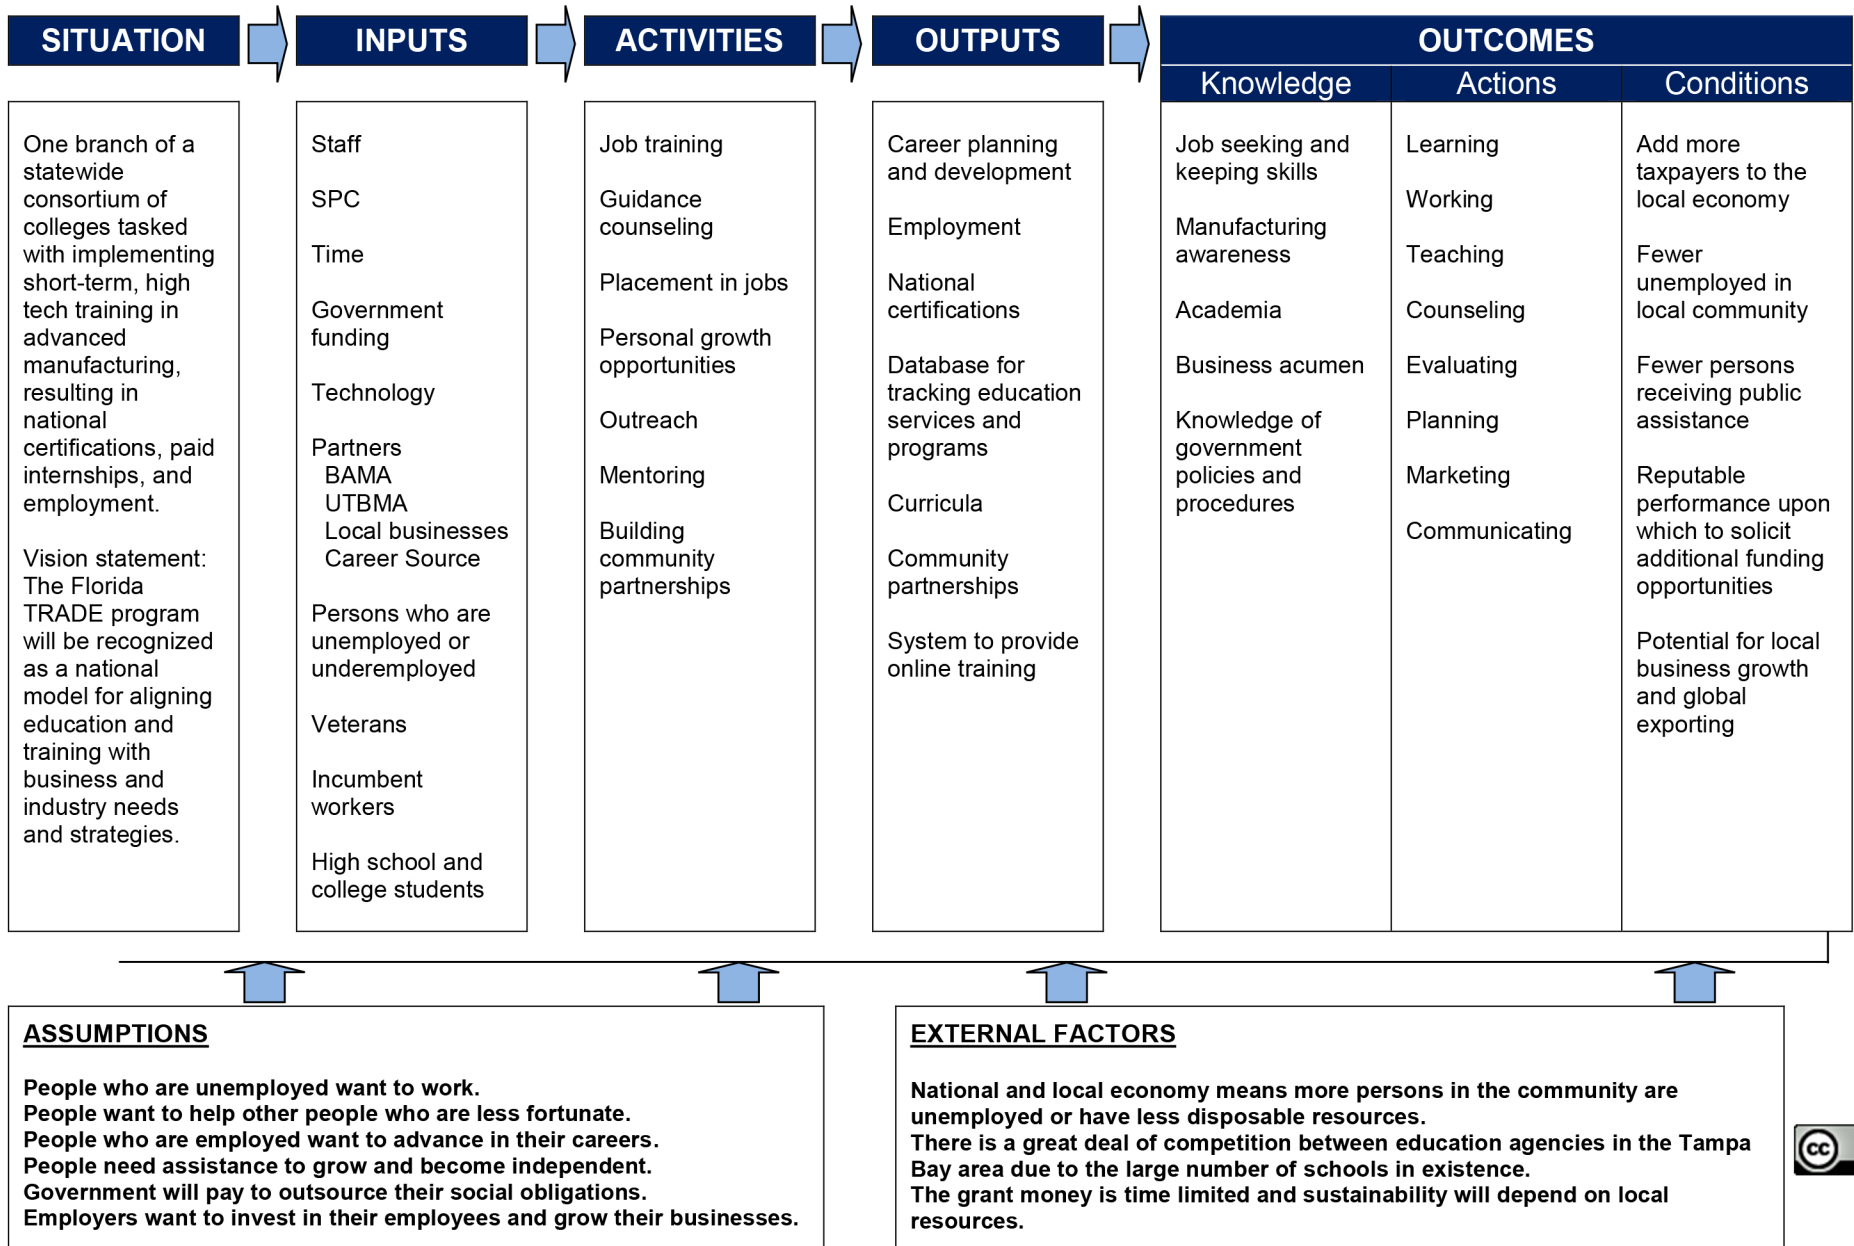 SITUATION
INPUTS
ACTIVITIES
OUTPUTS
OUTCOMES
Knowledge
Actions
Conditions
One branch of a
statewide
consortium of
colleges tasked
with implementing
short-term, high
tech training in
advanced
manufacturing,
resulting in
national
certifications, paid
internships, and
employment.
Vision statement:
The Florida
TRADE program
will be recognized
as a national
model for aligning
education and
training with
business and
industry needs
and strategies.
Staff
SPC
Time
Government
funding
Technology
Partners
BAMA
UTBMA
Local businesses
Career Source
Persons who are
unemployed or
underemployed
Veterans
Incumbent
workers
High school and
college students
Job training
Guidance
counseling
Placement in jobs
Personal growth
opportunities
Outreach
Mentoring
Building
community
partnerships
Career planning
and development
Employment
National
certifications
Database for
tracking education
services and
programs
Curricula
Community
partnerships
System to provide
online training
Job seeking and
keeping skills
Manufacturing
awareness
Academia
Business acumen
Knowledge of
government
policies and
procedures
Learning
Working
Teaching
Counseling
Evaluating
Planning
Marketing
Communicating
Add more
taxpayers to the
local economy
Fewer
unemployed in
local community
Fewer persons
receiving public
assistance
Reputable
performance upon
which to solicit
additional funding
opportunities
Potential for local
business growth
and global
exporting
ASSUMPTIONS
People who are unemployed want to work.
People want to help other people who are less fortunate.
People who are employed want to advance in their careers.
People need assistance to grow and become independent.
Government will pay to outsource their social obligations.
Employers want to invest in their employees and grow their businesses.
EXTERNAL FACTORS
National and local economy means more persons in the community are
unemployed or have less disposable resources.
There is a great deal of competition between education agencies in the Tampa
Bay area due to the large number of schools in existence.
The grant money is time limited and sustainability will depend on local
resources.
cc